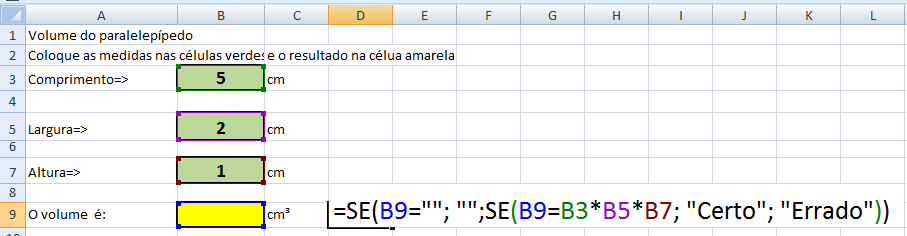 A B C D E F G H I J K L
1 Volume do paralelepípedo
2 Coloque as medidas nas células verdes e o resultado na célua amarela
3 Comprimento=> 5 cm
4
5 Largura=> 2 cm
6
7 Altura=> 1 cm
8
9 O volume é: cm³ =SE(B9=""; "";SE(B9=B3*B5*B7; "Certo"; "Errado"))